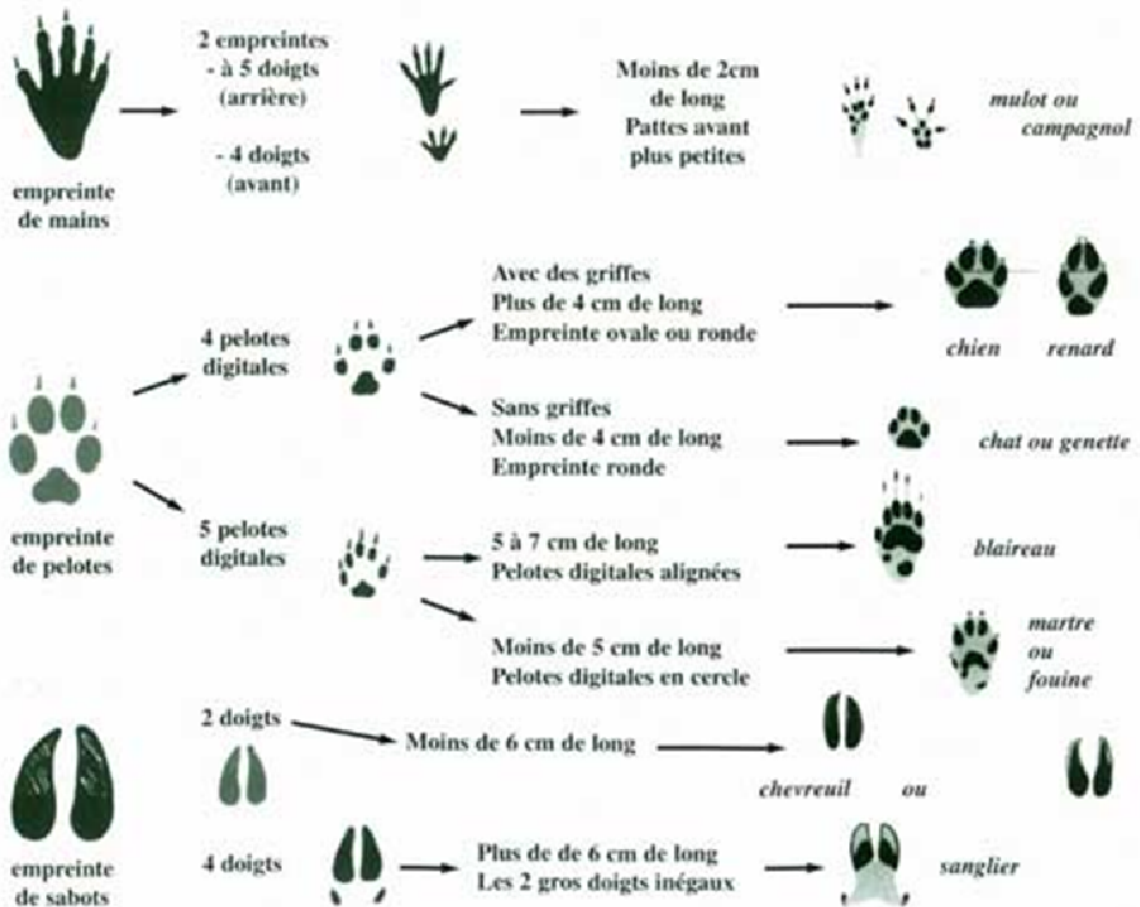 2 empreintes
- à 5 doigts
(arrière)
- 4 doigts
(avant)
empreinte
de mains
Moins de 2cm
de long
Pattes avant
plus petites
mulot ou
campagnol
4 pelotes
digitales
Avec des griffes
Plus de 4 cm de long
Empreinte ovale ou ronde
chien renard
Sans griffes
Moins de 4 cm de long
Empreinte ronde
chat ou genette
empreinte
de pelotes
5 pelotes
digitales
5 à 7 cm de long
Pelotes digitales alignées
blaireau
Moins de 5 cm de long
Pelotes digitales en cercle
martre
ou
fouine
2 doigts
Moins de 6 cm de long
chevreuil ou
empreinte
de sabots
4 doigts
Plus de de 6 cm de long
Les 2 gros doigts inégaux
sanglier